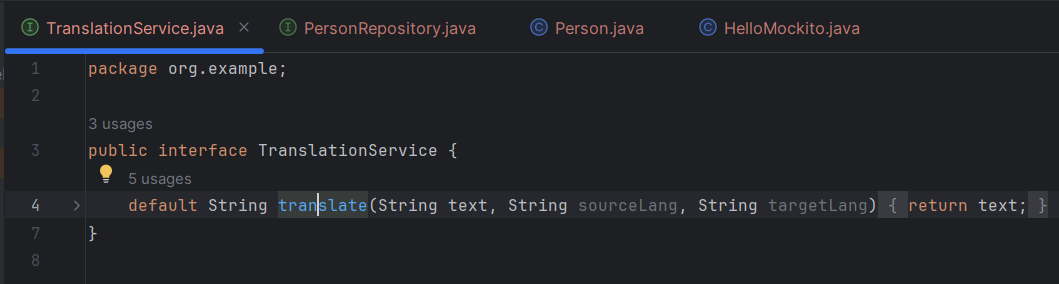 TranslationService.java PersonRepository.java Person.java HelloMockito.java
1 package org.example;
2
3 usages
3 public interface TranslationService {
5 usages
4 default String translate(String text, String sourceLang, String targetLang) { return text; }
7 }
8